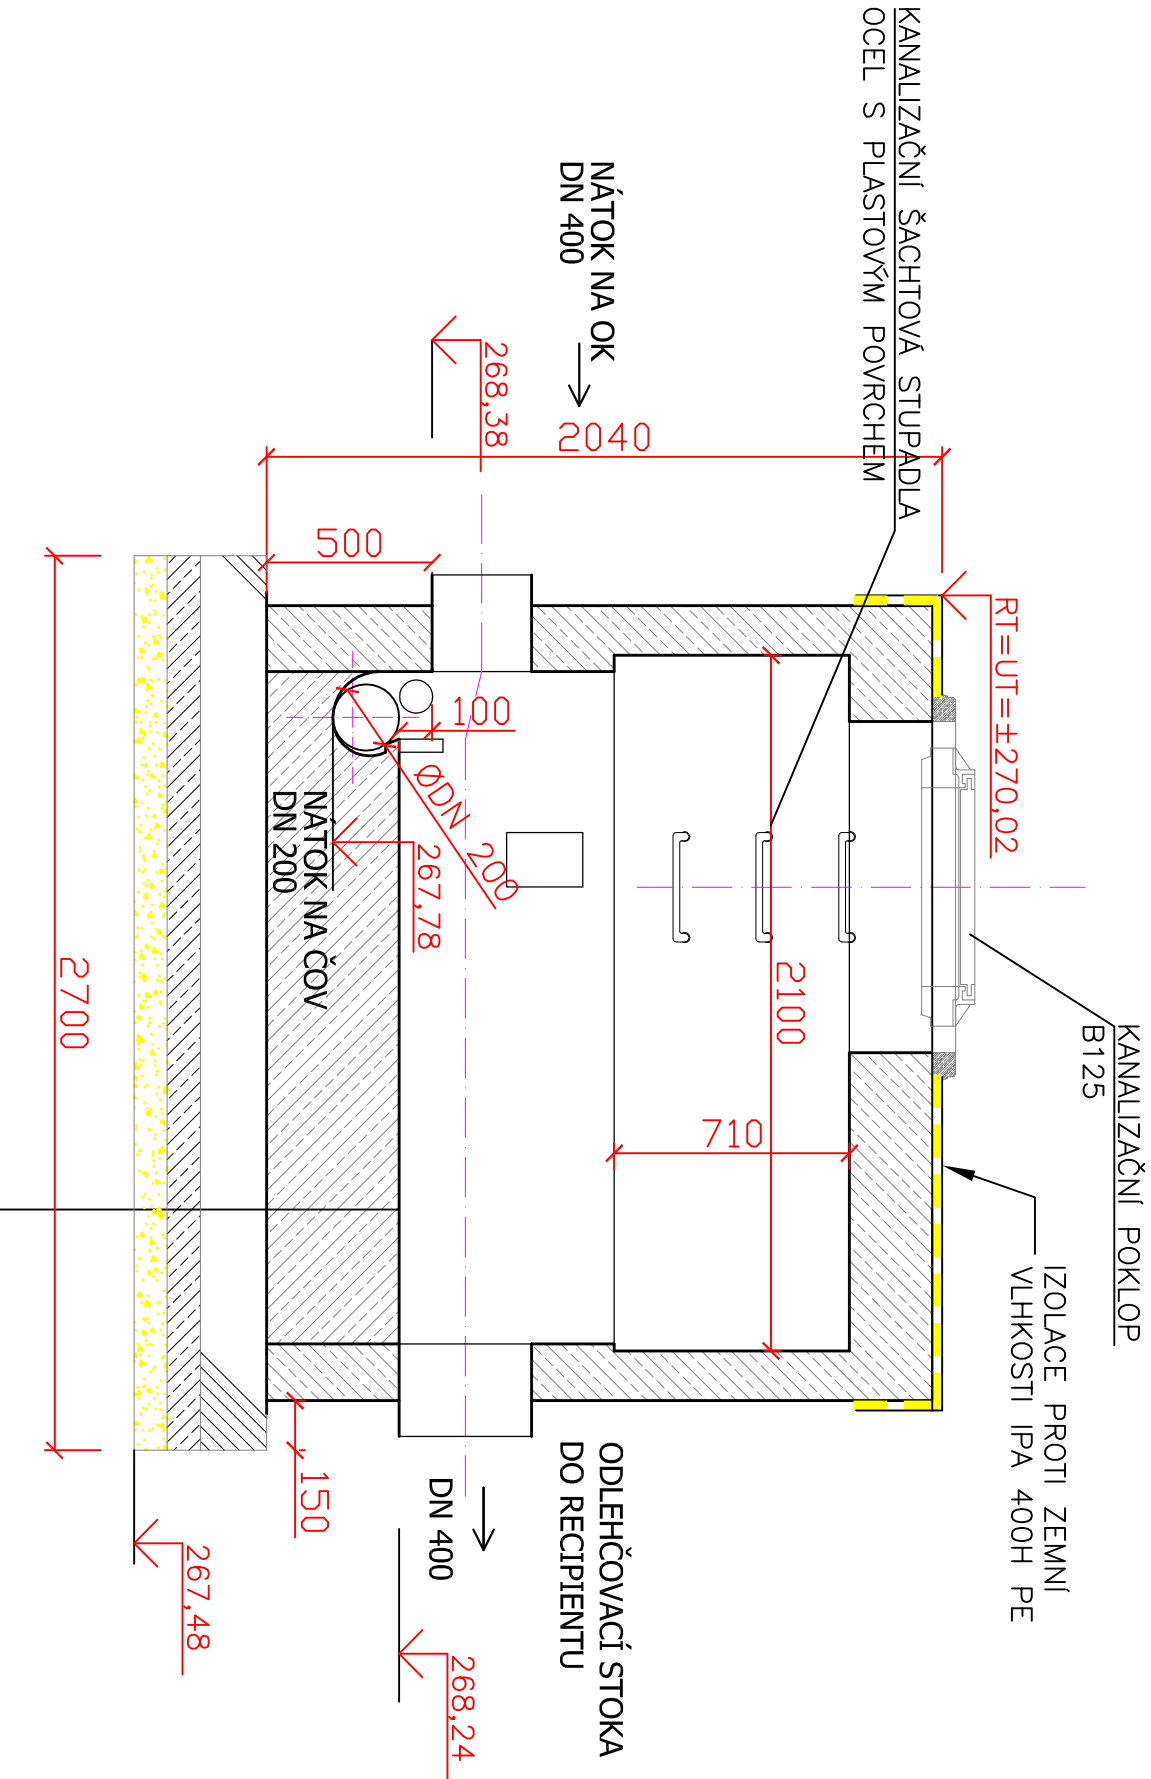 KANALIZAČNÍ POKLOP
B125
IZOLACE PROTI ZEMNÍ
VLHKOSTI IPA 400H PE
KANALIZAČNÍ ŠACHTOVÁ STUPADLA
OCEL S PLASTOVÝM POVRCHEM
RT=UT=±270,02
NÁTOK NA OK
DN 400
2040
268,38
500
100
ØDN 200
2100
710
267,78
NÁTOK NA ČOV
DN 200
ODLEHČOVACÍ STOKA
DO RECIPIENTU
DN 400
268,24
150
267,48
2700